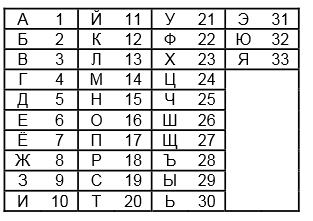 А 1 Й 11 У 21 Э 31
Б 2 К 12 Ф 22 Ю 32
В 3 Л 13 Х 23 Я 33
Г 4 М 14 Ц 24
Д 5 Н 15 Ч 25
Е 6 О 16 Ш 26
Ё 7 П 17 Щ 27
Ж 8 Р 18 Ъ 28
З 9 С 19 Ы 29
И 10 Т 20 Ь 30